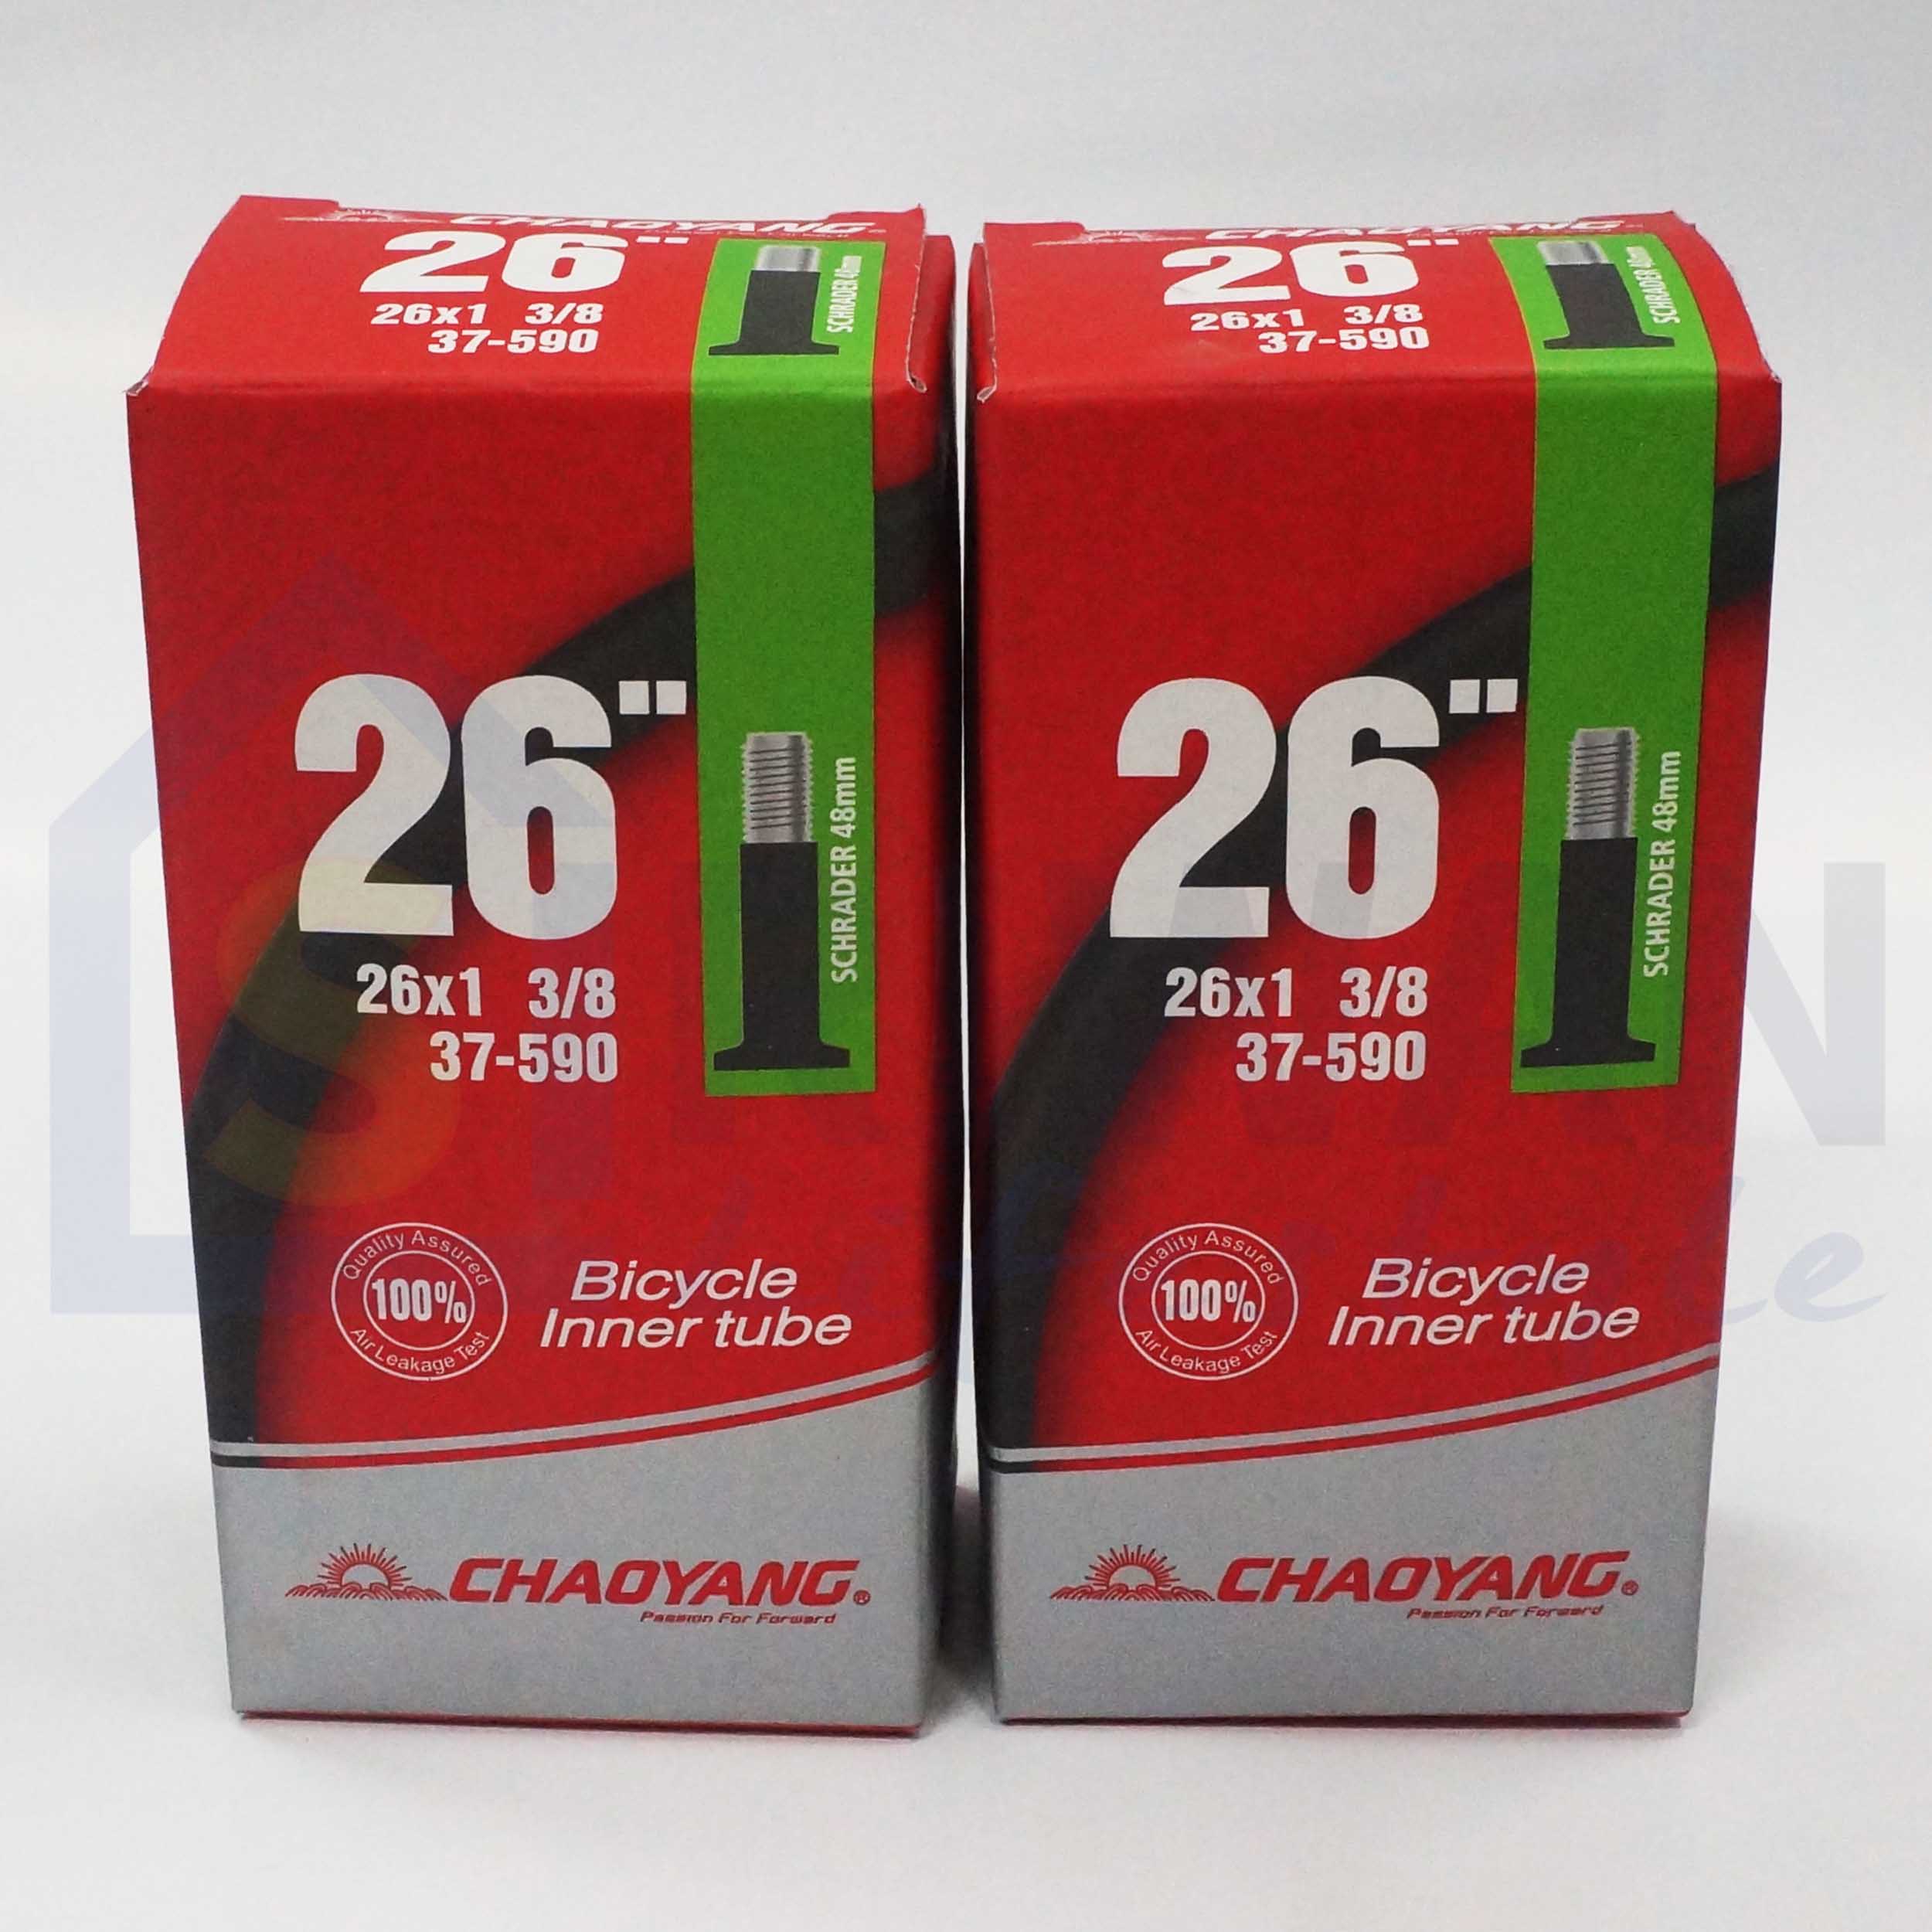 CHAOYANG®
26"
26x1 3/8
37-590
SCHRADER 48mm
26"
26x1 3/8
37-590
SCHRADER 48mm
Quality Assured
100%
Air Leakage Test
Bicycle
Inner tube
CHAOYANG®
Passion For Forward
CHAOYANG
26"
26x1 3/8
37-590
SCHRADER 48mm
26"
26x1 3/8
37-590
SCHRADER 48mm
Quality Assured
100%
Air Leakage Test
Bicycle
Inner tube
CHAOYANG®
Passion For Forward